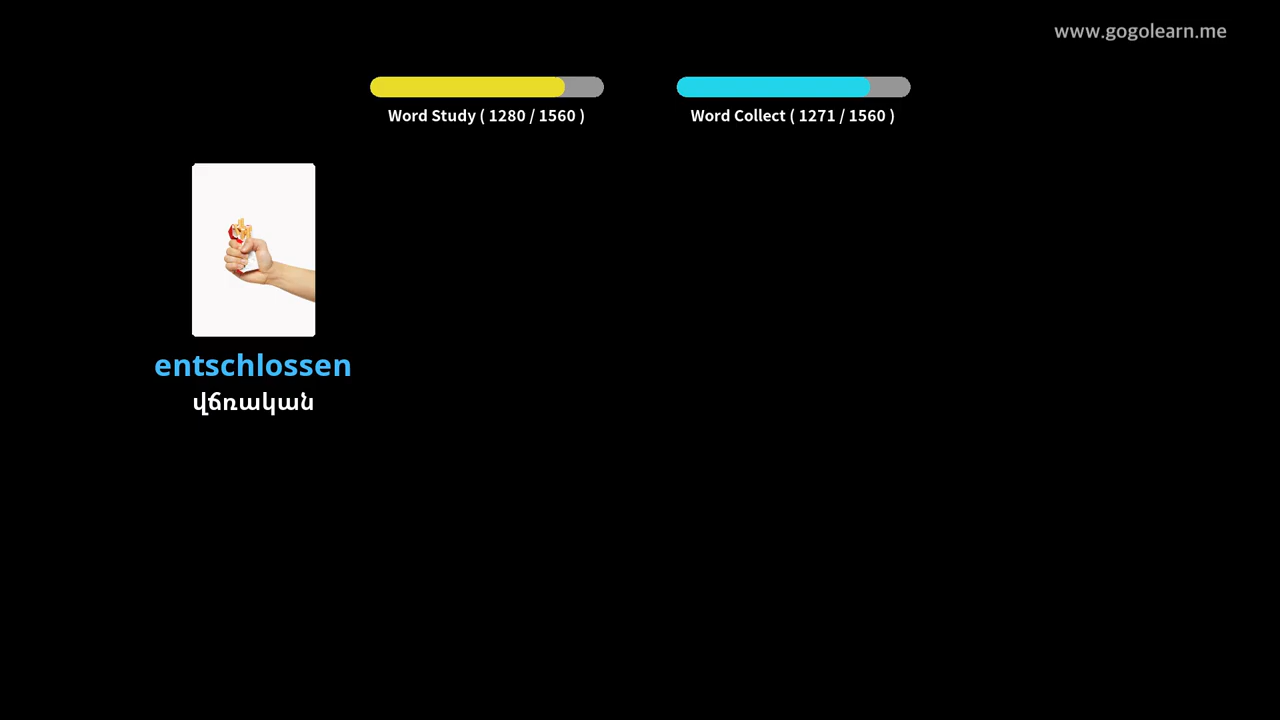 www.gogolearn.me
Word Study ( 1280 / 1560 )
Word Collect ( 1271 / 1560 )
entschlossen
վճռական